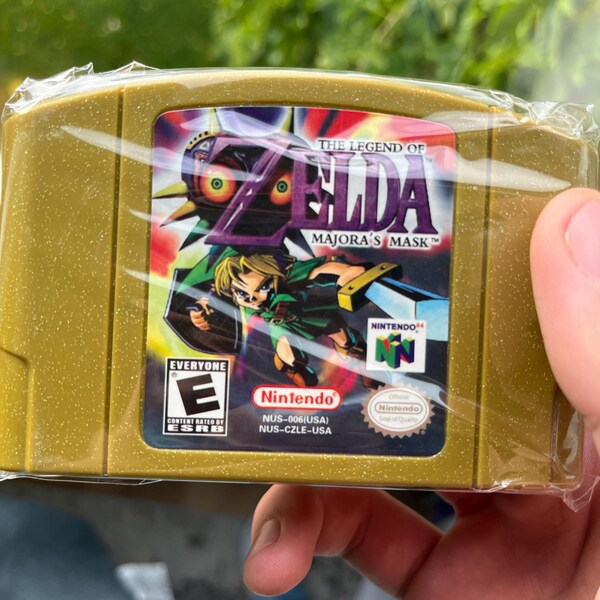 THE LEGEND OF
ZELDA
MAJORA'S MASK™
NINTENDO64
N
EVERYONE
E
CONTENT RATED BY
ESRB
Nintendo
NUS-006(USA)
NUS-CZLE-USA
Official
Nintendo
Seal of Quality